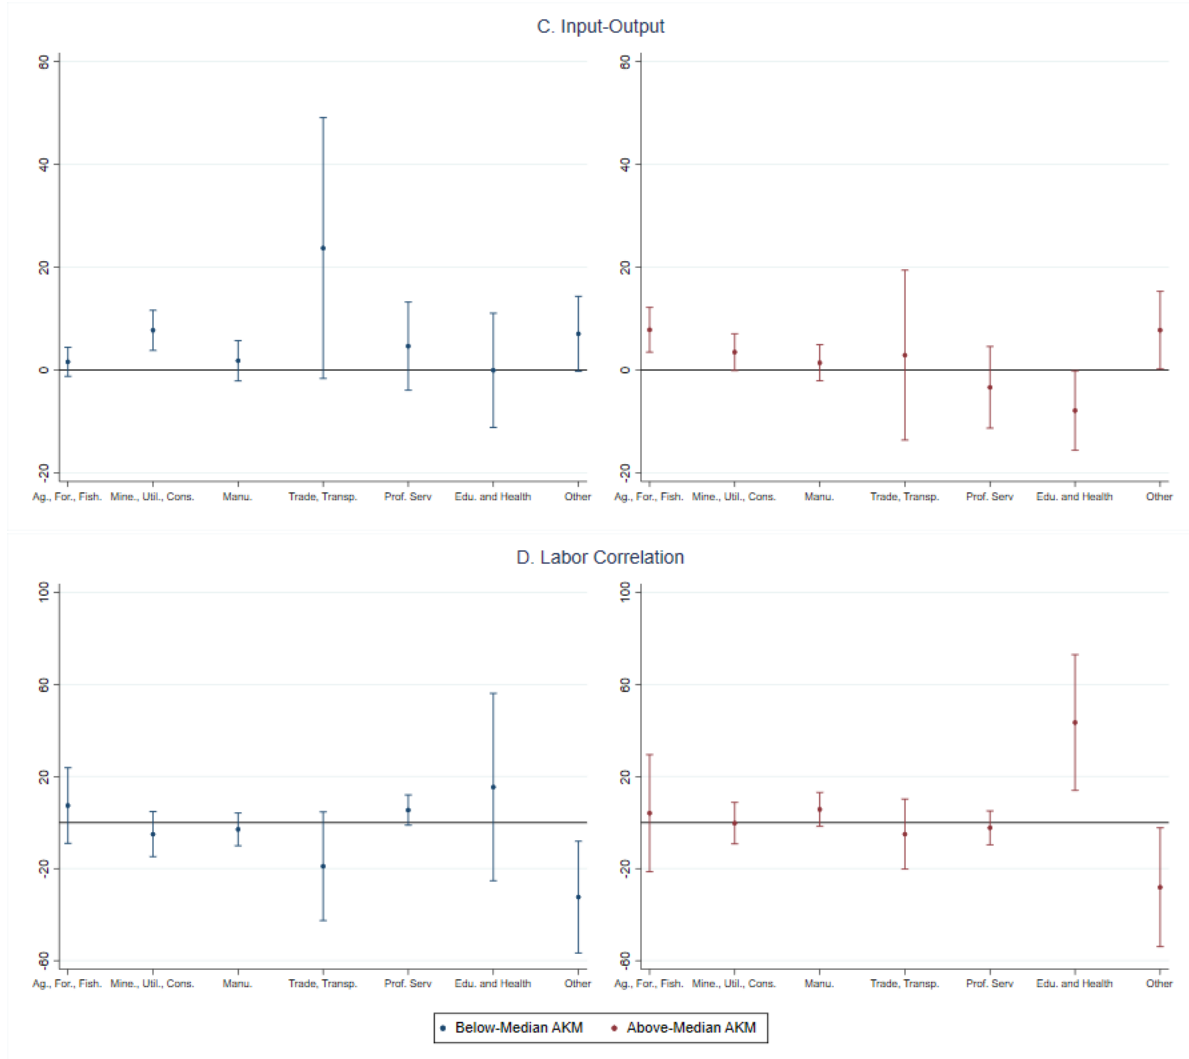 C. Input-Output
60
40
20
0
-20
Ag., For., Fish. Mine., Util., Cons. Manu. Trade, Transp. Prof. Serv Edu. and Health Other
60
40
20
0
-20
Ag., For., Fish. Mine., Util., Cons. Manu. Trade, Transp. Prof. Serv Edu. and Health Other
D. Labor Correlation
100
60
20
-20
-60
Ag., For., Fish. Mine., Util., Cons. Manu. Trade, Transp. Prof. Serv Edu. and Health Other
100
60
20
-20
-60
Ag., For., Fish. Mine., Util., Cons. Manu. Trade, Transp. Prof. Serv Edu. and Health Other
Below-Median AKM Above-Median AKM